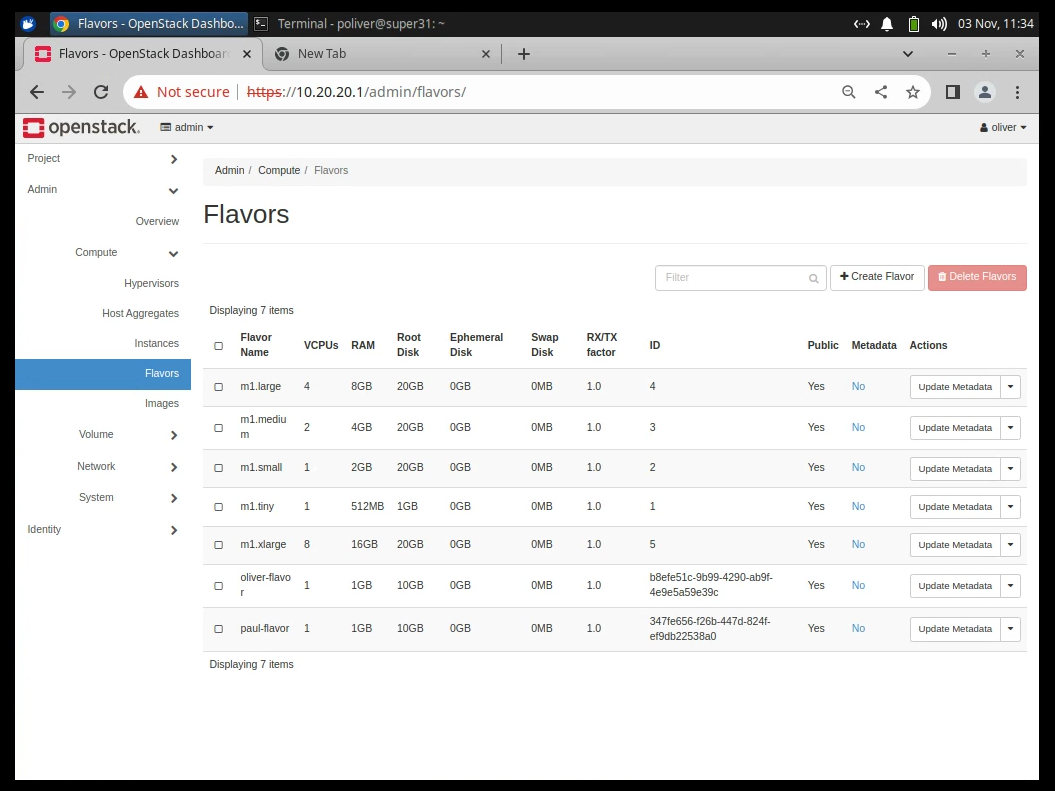 Flavors - OpenStack Dashbo...
Terminal - poliver@super31: ~
03 Nov, 11:34
Flavors - OpenStack Dashboar
New Tab
Not secure
https://10.20.20.1/admin/flavors/
openstack.
admin
oliver
Project
Admin
Overview
Compute
Hypervisors
Host Aggregates
Instances
Flavors
Images
Volume
Network
System
Identity
Admin / Compute / Flavors
Flavors
Filter
Create Flavor
Delete Flavors
Displaying 7 items
Flavor Name VCPUs RAM Root Disk Ephemeral Disk Swap Disk RX/TX factor ID Public Metadata Actions
m1.large 4 8GB 20GB 0GB 0MB 1.0 4 Yes No Update Metadata
m1.medium 2 4GB 20GB 0GB 0MB 1.0 3 Yes No Update Metadata
m1.small 1 2GB 20GB 0GB 0MB 1.0 2 Yes No Update Metadata
m1.tiny 1 512MB 1GB 0GB 0MB 1.0 1 Yes No Update Metadata
m1.xlarge 8 16GB 20GB 0GB 0MB 1.0 5 Yes No Update Metadata
oliver-flavor 1 1GB 10GB 0GB 0MB 1.0 b8efe51c-9b99-4290-ab9f-4e9e5a59e39c Yes No Update Metadata
paul-flavor 1 1GB 10GB 0GB 0MB 1.0 347fe656-f26b-447d-824f-ef9db22538a0 Yes No Update Metadata
Displaying 7 items